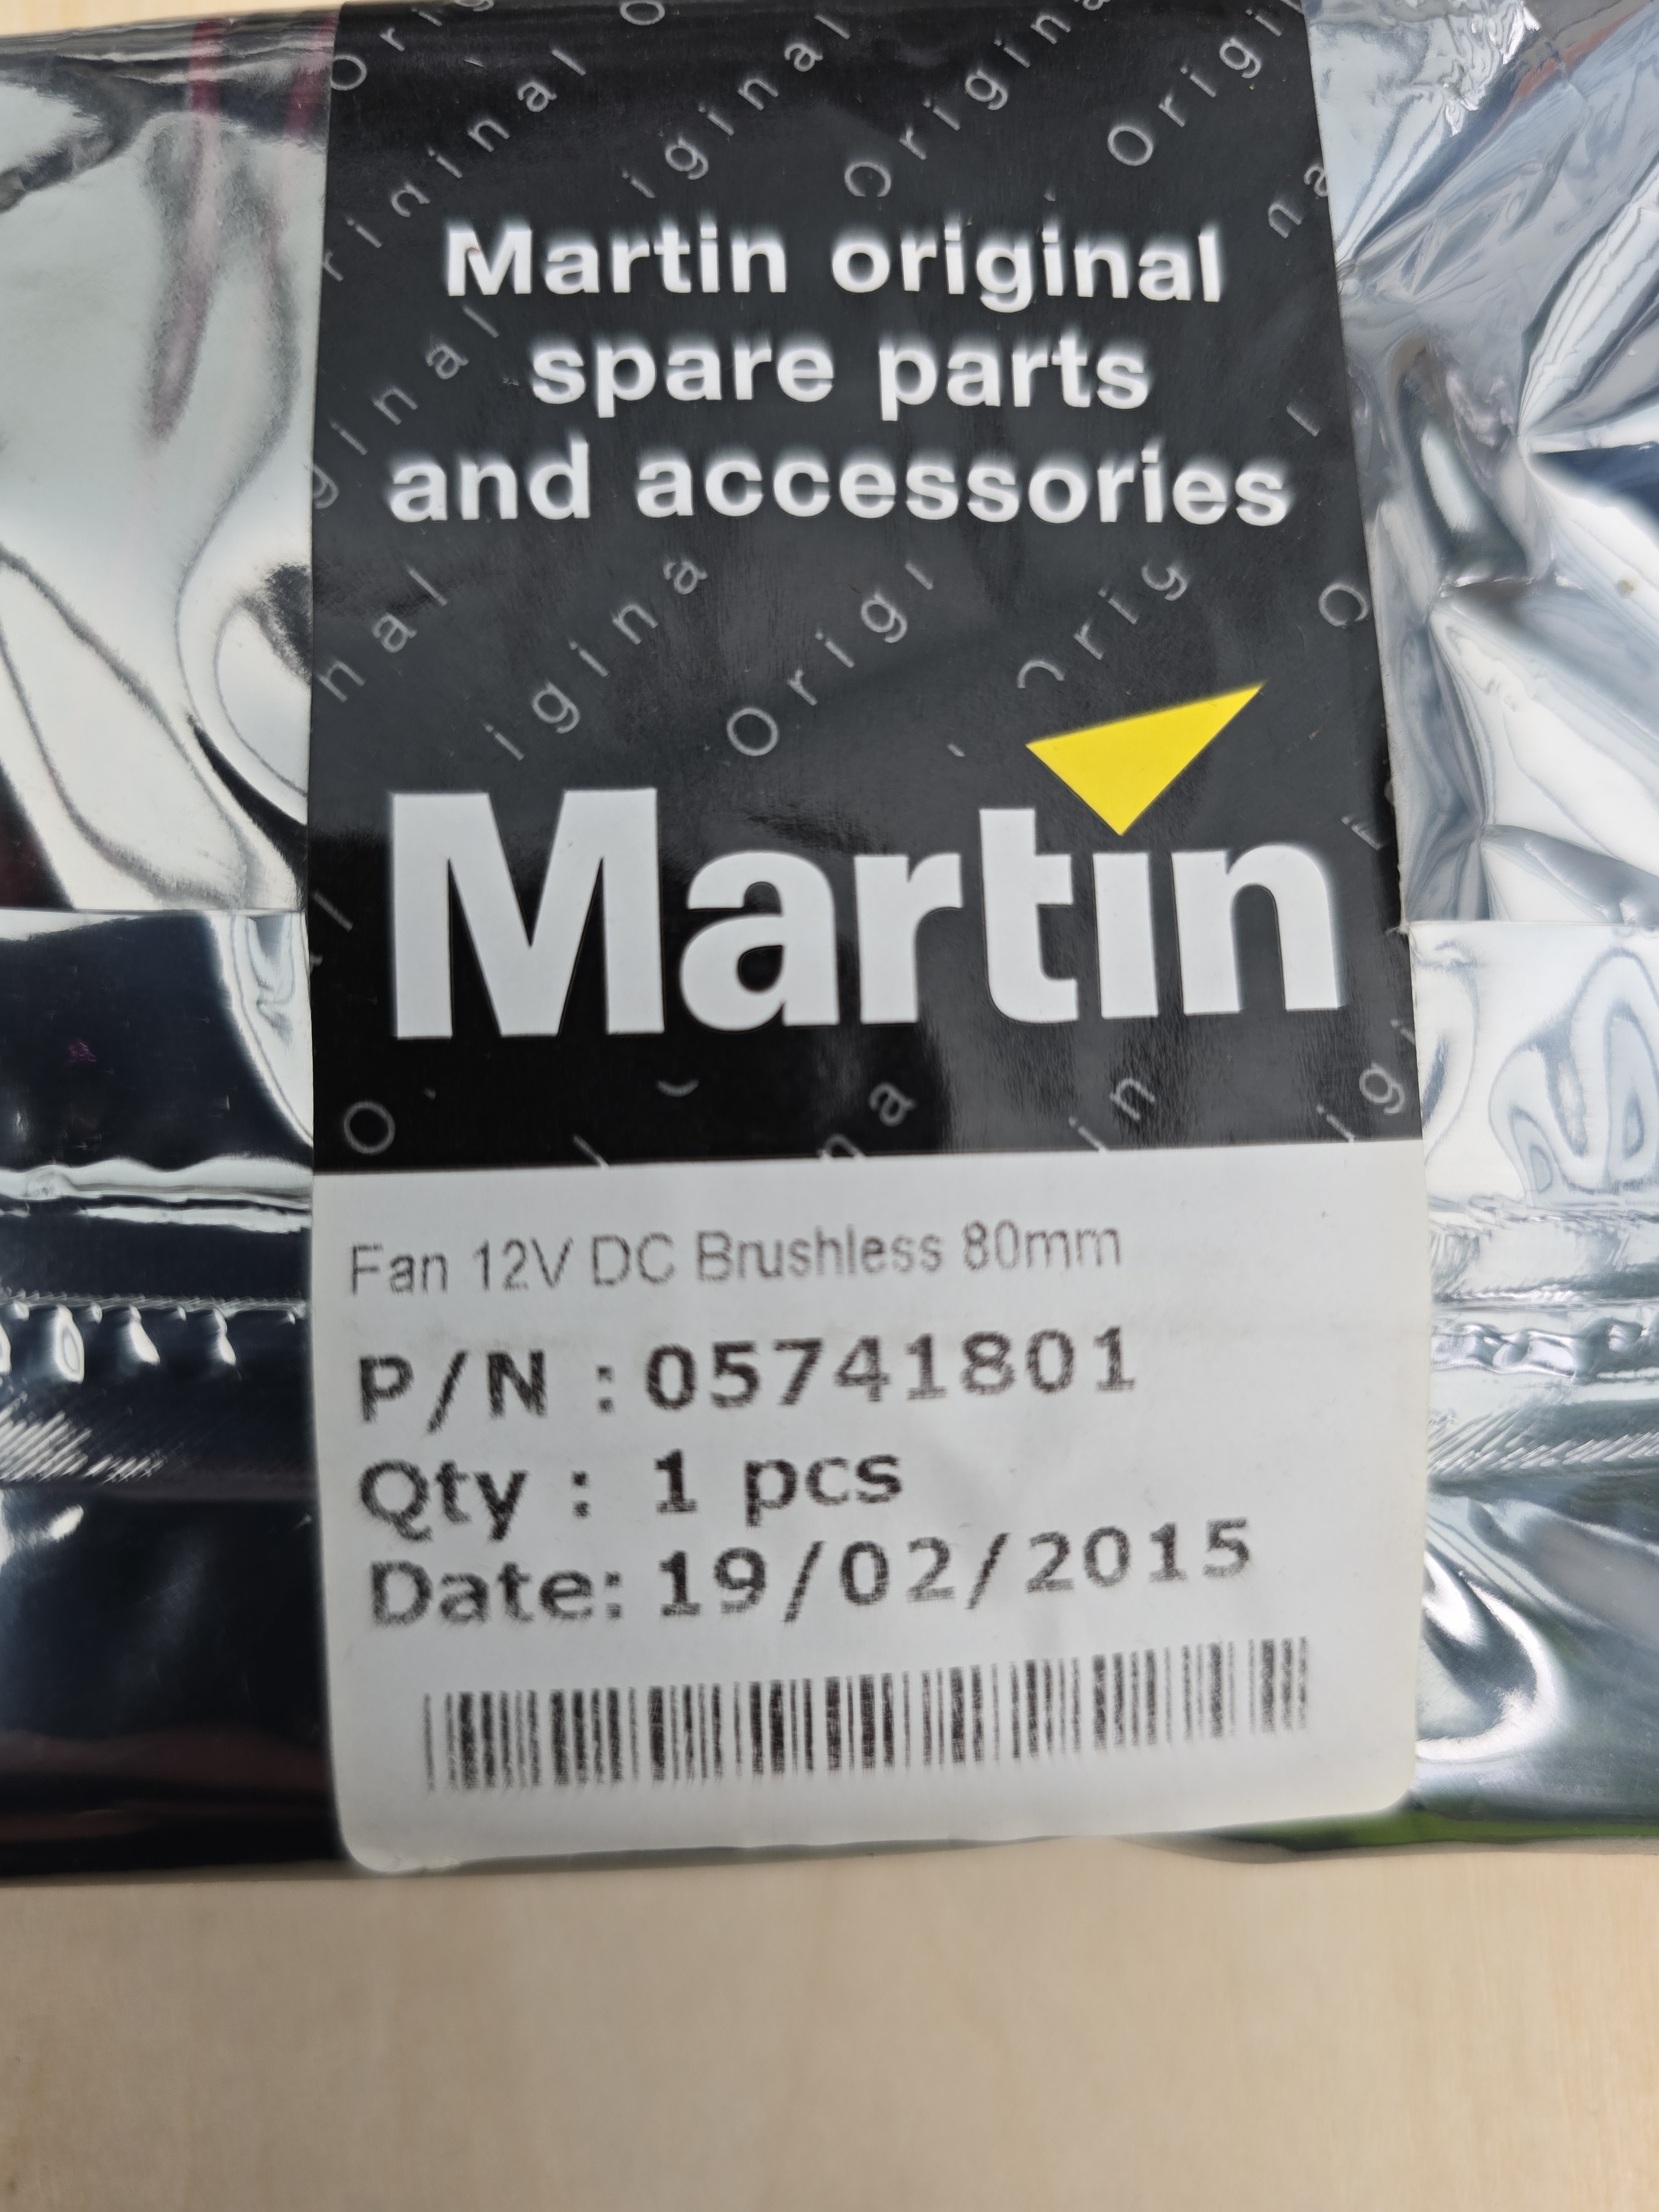 Martin original
spare parts
and accessories
Martin
Fan 12V DC Brushless 80mm
P/N : 05741801
Qty : 1 pcs
Date: 19/02/2015